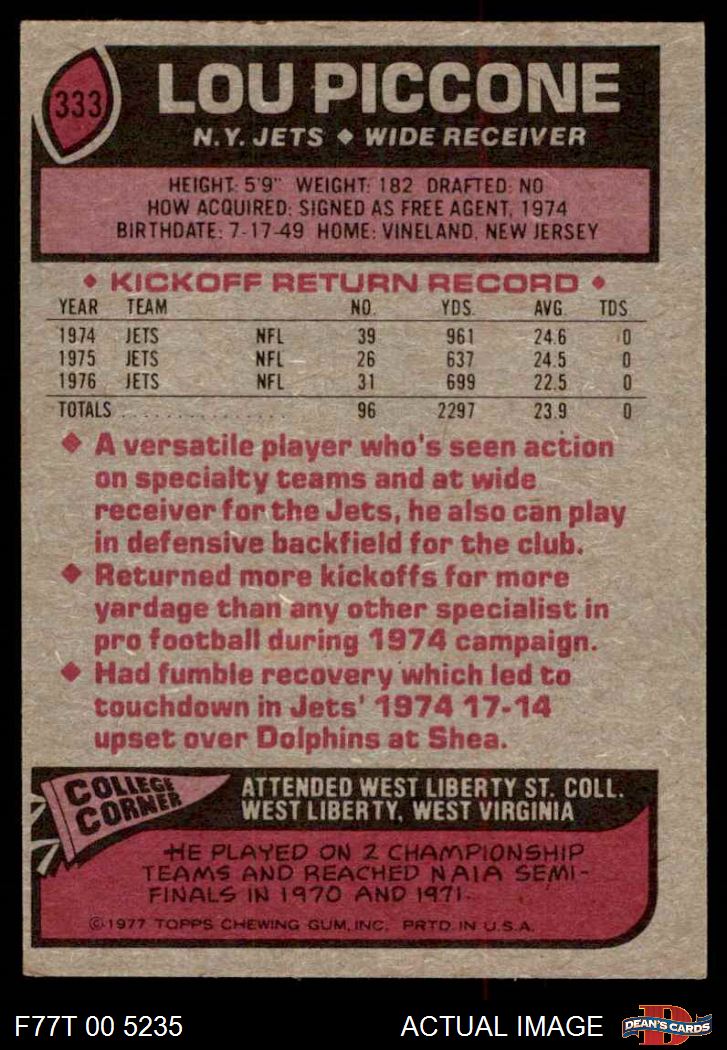 333
LOU PICCONE
N.Y. JETS ◆ WIDE RECEIVER
HEIGHT: 5'9" WEIGHT: 182 DRAFTED: NO
HOW ACQUIRED: SIGNED AS FREE AGENT, 1974
BIRTHDATE: 7-17-49 HOME: VINELAND, NEW JERSEY
◆ KICKOFF RETURN RECORD ◆
YEAR TEAM NO. YDS. AVG. TDS
1974 JETS NFL 39 961 24.6 0
1975 JETS NFL 26 637 24.5 0
1976 JETS NFL 31 699 22.5 0
TOTALS . . . . . . . . . . . . . . 96 2297 23.9 0
◆ A versatile player who's seen action
on specialty teams and at wide
receiver for the Jets, he also can play
in defensive backfield for the club.
◆ Returned more kickoffs for more
yardage than any other specialist in
pro football during 1974 campaign.
◆ Had fumble recovery which led to
touchdown in Jets' 1974 17-14
upset over Dolphins at Shea.
COLLEGE
CORNER
ATTENDED WEST LIBERTY ST. COLL.
WEST LIBERTY, WEST VIRGINIA
HE PLAYED ON 2 CHAMPIONSHIP
TEAMS AND REACHED NAIA SEMI-
FINALS IN 1970 AND 1971.
©1977 TOPPS CHEWING GUM, INC. PRTD. IN U.S.A.
F77T 00 5235
ACTUAL IMAGE
D
DEAN'S CARDS